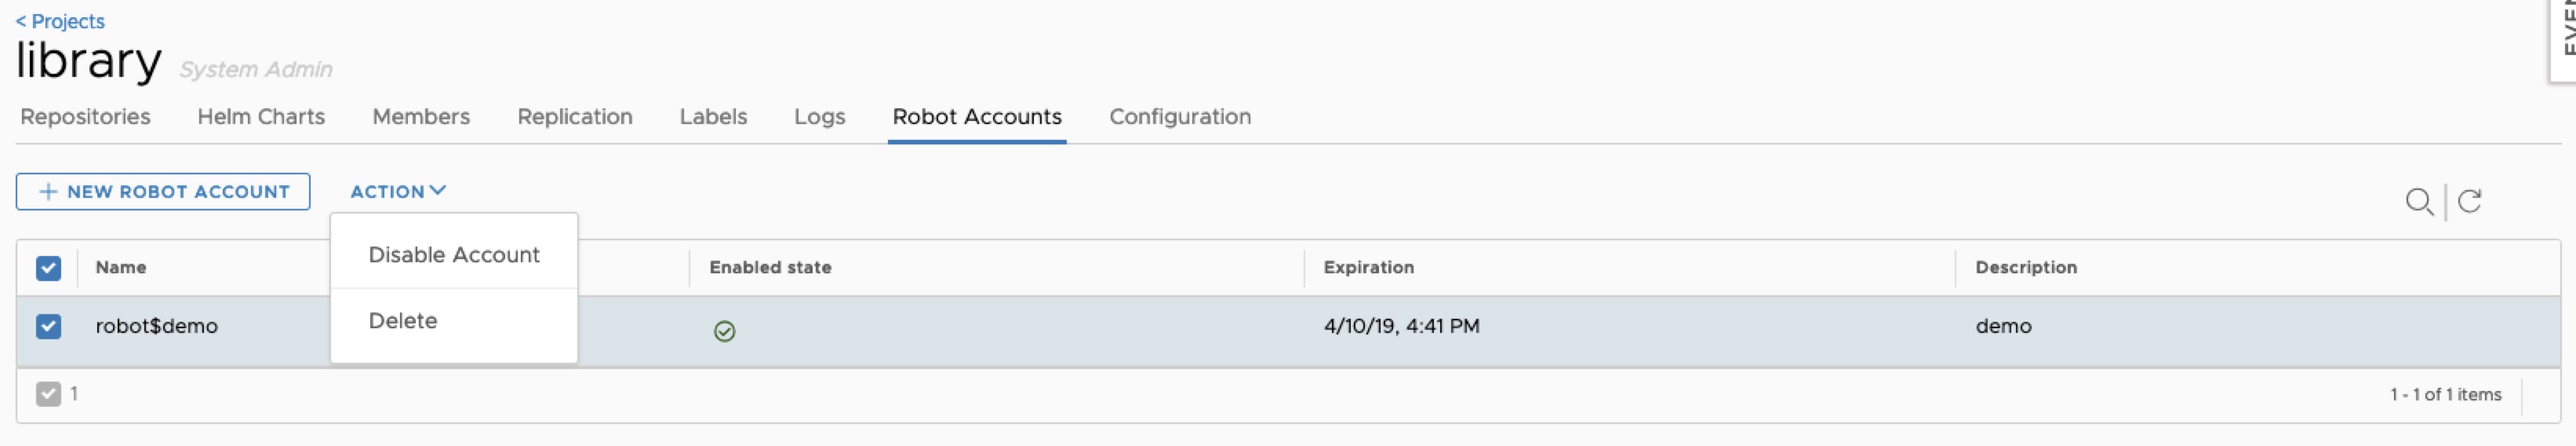 < Projects
library System Admin
Repositories Helm Charts Members Replication Labels Logs Robot Accounts Configuration
+ NEW ROBOT ACCOUNT ACTION
Disable Account
Delete
Name Enabled state Expiration Description
robot$demo 4/10/19, 4:41 PM demo
1 1 - 1 of 1 items